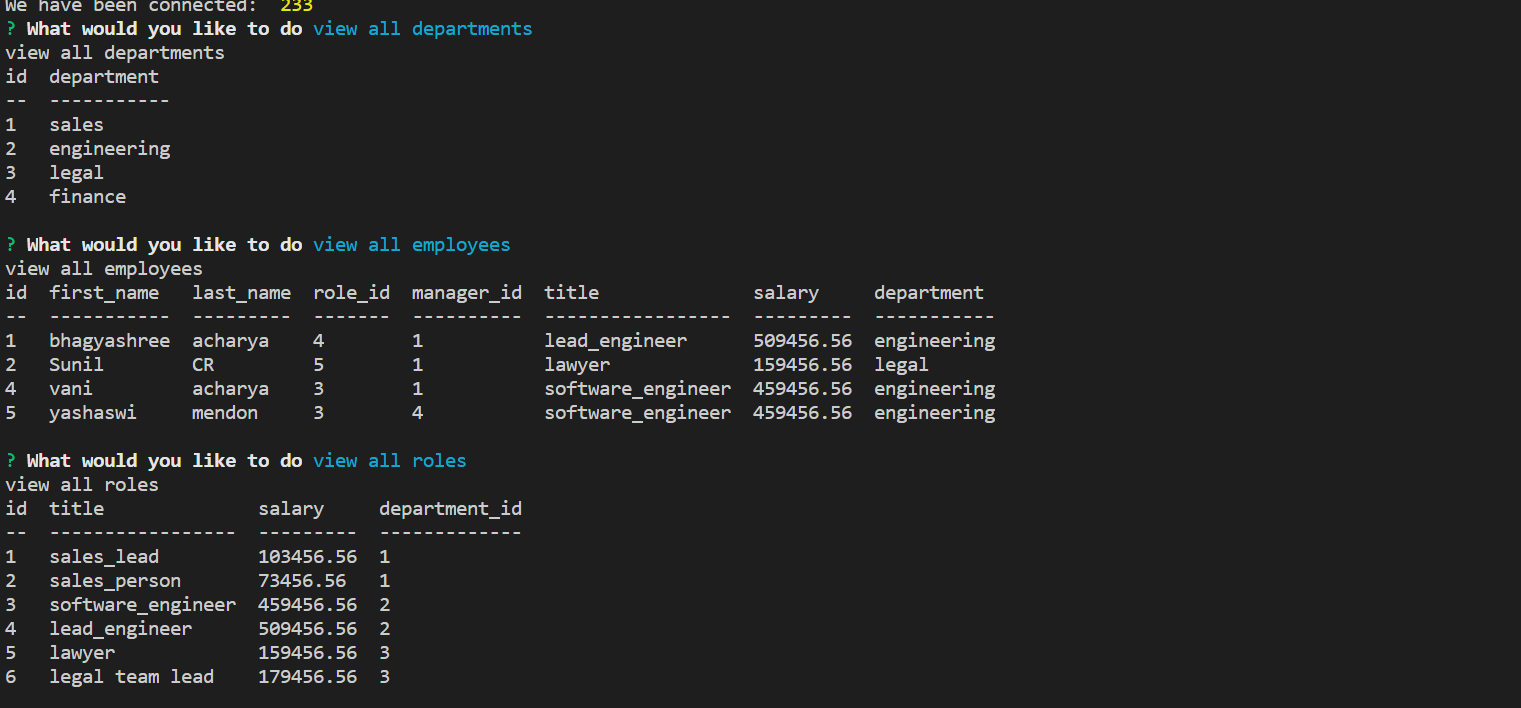 We have been connected:  233
? What would you like to do view all departments
view all departments
id  department
--  -----------
1   sales
2   engineering
3   legal
4   finance
? What would you like to do view all employees
view all employees
id  first_name   last_name  role_id  manager_id  title              salary     department
--  -----------  ---------  -------  ----------  -----------------  ---------  -----------
1   bhagyashree  acharya    4        1           lead_engineer      509456.56  engineering
2   Sunil        CR         5        1           lawyer             159456.56  legal
4   vani         acharya    3        1           software_engineer  459456.56  engineering
5   yashaswi     mendon     3        4           software_engineer  459456.56  engineering
? What would you like to do view all roles
view all roles
id  title              salary     department_id
--  -----------------  ---------  -------------
1   sales_lead         103456.56  1
2   sales_person       73456.56   1
3   software_engineer  459456.56  2
4   lead_engineer      509456.56  2
5   lawyer             159456.56  3
6   legal team lead    179456.56  3